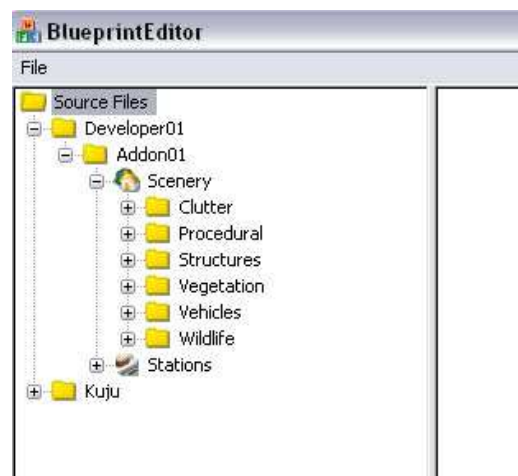 BlueprintEditor
File
Source Files
Developer01
Addon01
Scenery
Clutter
Procedural
Structures
Vegetation
Vehicles
Wildlife
Stations
Kuju